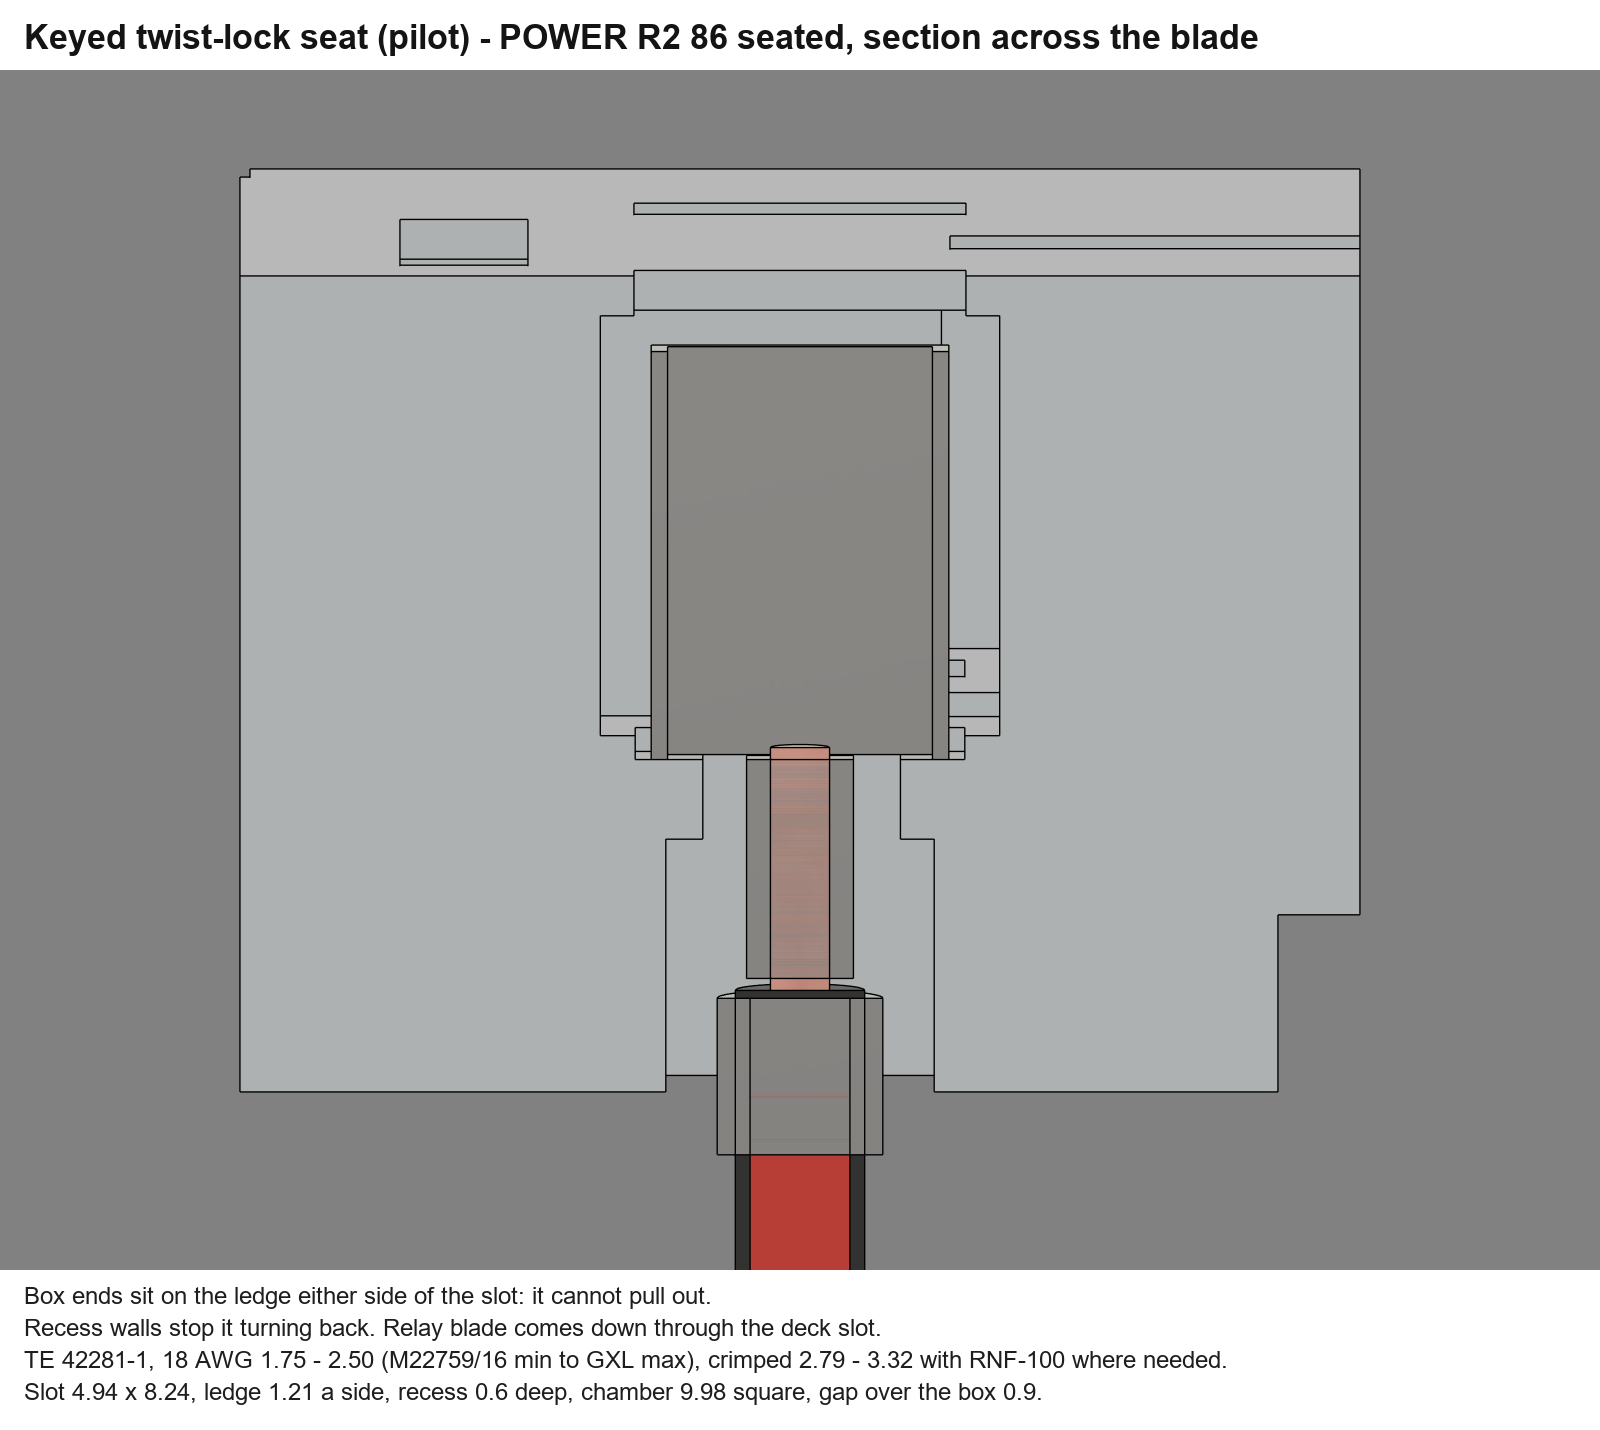 Keyed twist-lock seat (pilot) - POWER R2 86 seated, section across the blade
Box ends sit on the ledge either side of the slot: it cannot pull out.
Recess walls stop it turning back. Relay blade comes down through the deck slot.
TE 42281-1, 18 AWG 1.75 - 2.50 (M22759/16 min to GXL max), crimped 2.79 - 3.32 with RNF-100 where needed.
Slot 4.94 x 8.24, ledge 1.21 a side, recess 0.6 deep, chamber 9.98 square, gap over the box 0.9.